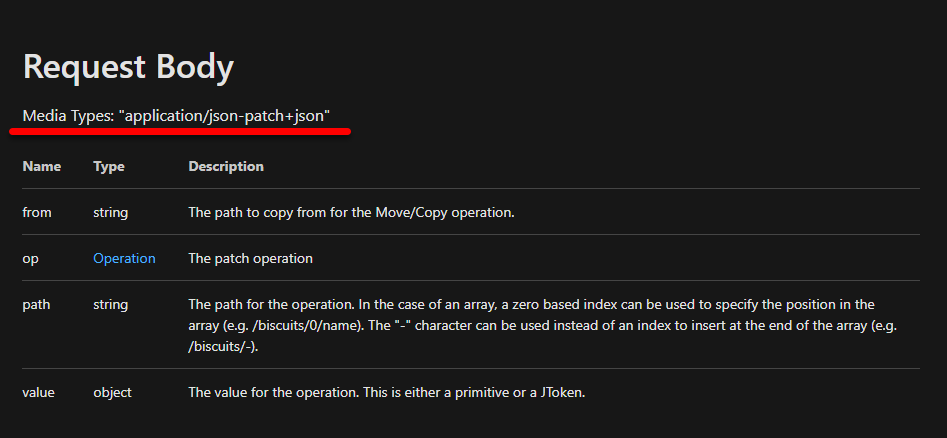 Request Body
Media Types: "application/json-patch+json"
Name Type Description
from string The path to copy from for the Move/Copy operation.
op Operation The patch operation
path string The path for the operation. In the case of an array, a zero based index can be used to specify the position in the
array (e.g. /biscuits/0/name). The "-" character can be used instead of an index to insert at the end of the array (e.g.
/biscuits/-).
value object The value for the operation. This is either a primitive or a JToken.